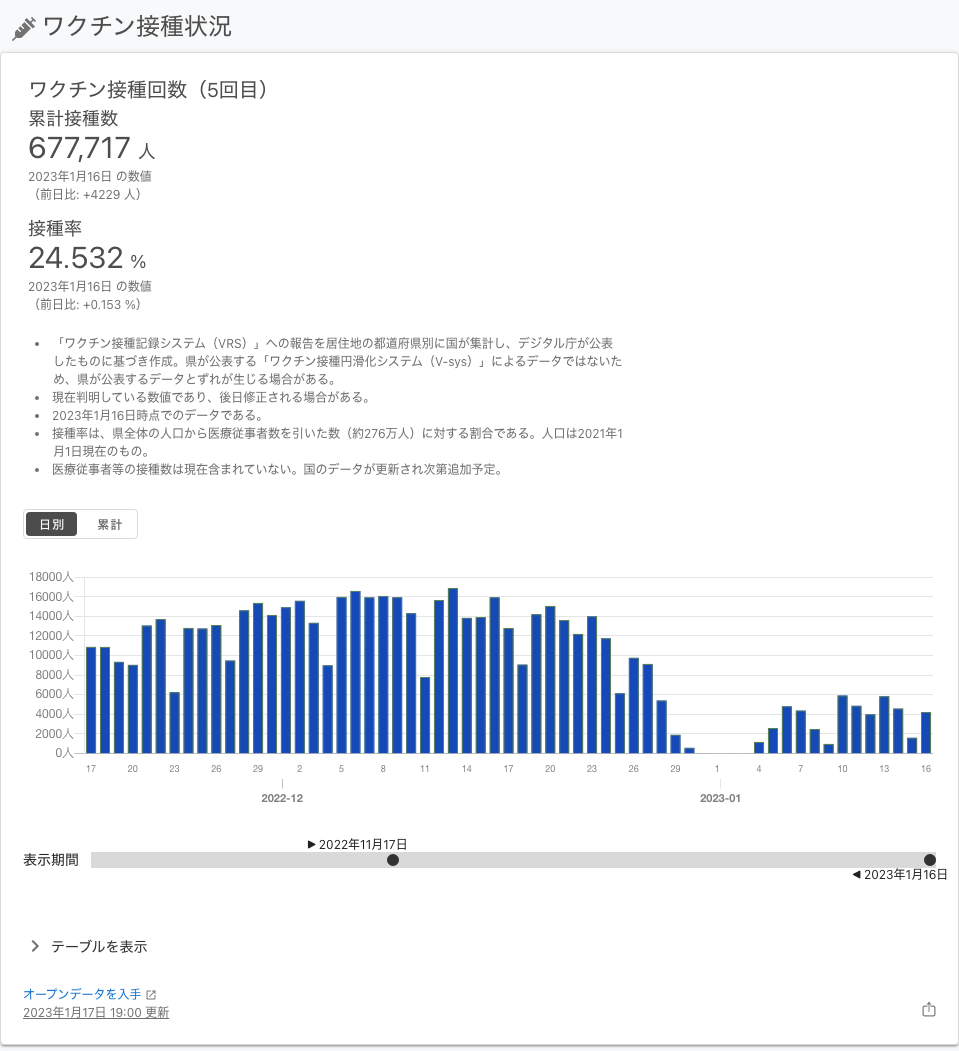 ワクチン接種状況
ワクチン接種回数（5回目）
累計接種数
677,717 人
2023年1月16日 の数値
（前日比: +4229 人）
接種率
24.532 %
2023年1月16日 の数値
（前日比: +0.153 %）
• 「ワクチン接種記録システム（VRS）」への報告を居住地の都道府県別に国が集計し、デジタル庁が公表
したものに基づき作成。県が公表する「ワクチン接種円滑化システム（V-sys）」によるデータではないた
め、県が公表するデータとずれが生じる場合がある。
• 現在判明している数値であり、後日修正される場合がある。
• 2023年1月16日時点でのデータである。
• 接種率は、県全体の人口から医療従事者数を引いた数（約276万人）に対する割合である。人口は2021年1
月1日現在のもの。
• 医療従事者等の接種数は現在含まれていない。国のデータが更新され次第追加予定。
日別 累計
18000人
16000人
14000人
12000人
10000人
8000人
6000人
4000人
2000人
0人
17 20 23 26 29 2 5 8 11 14 17 20 23 26 29 1 4 7 10 13 16
2022-12 2023-01
▶ 2022年11月17日
表示期間
◀ 2023年1月16日
テーブルを表示
オープンデータを入手
2023年1月17日 19:00 更新